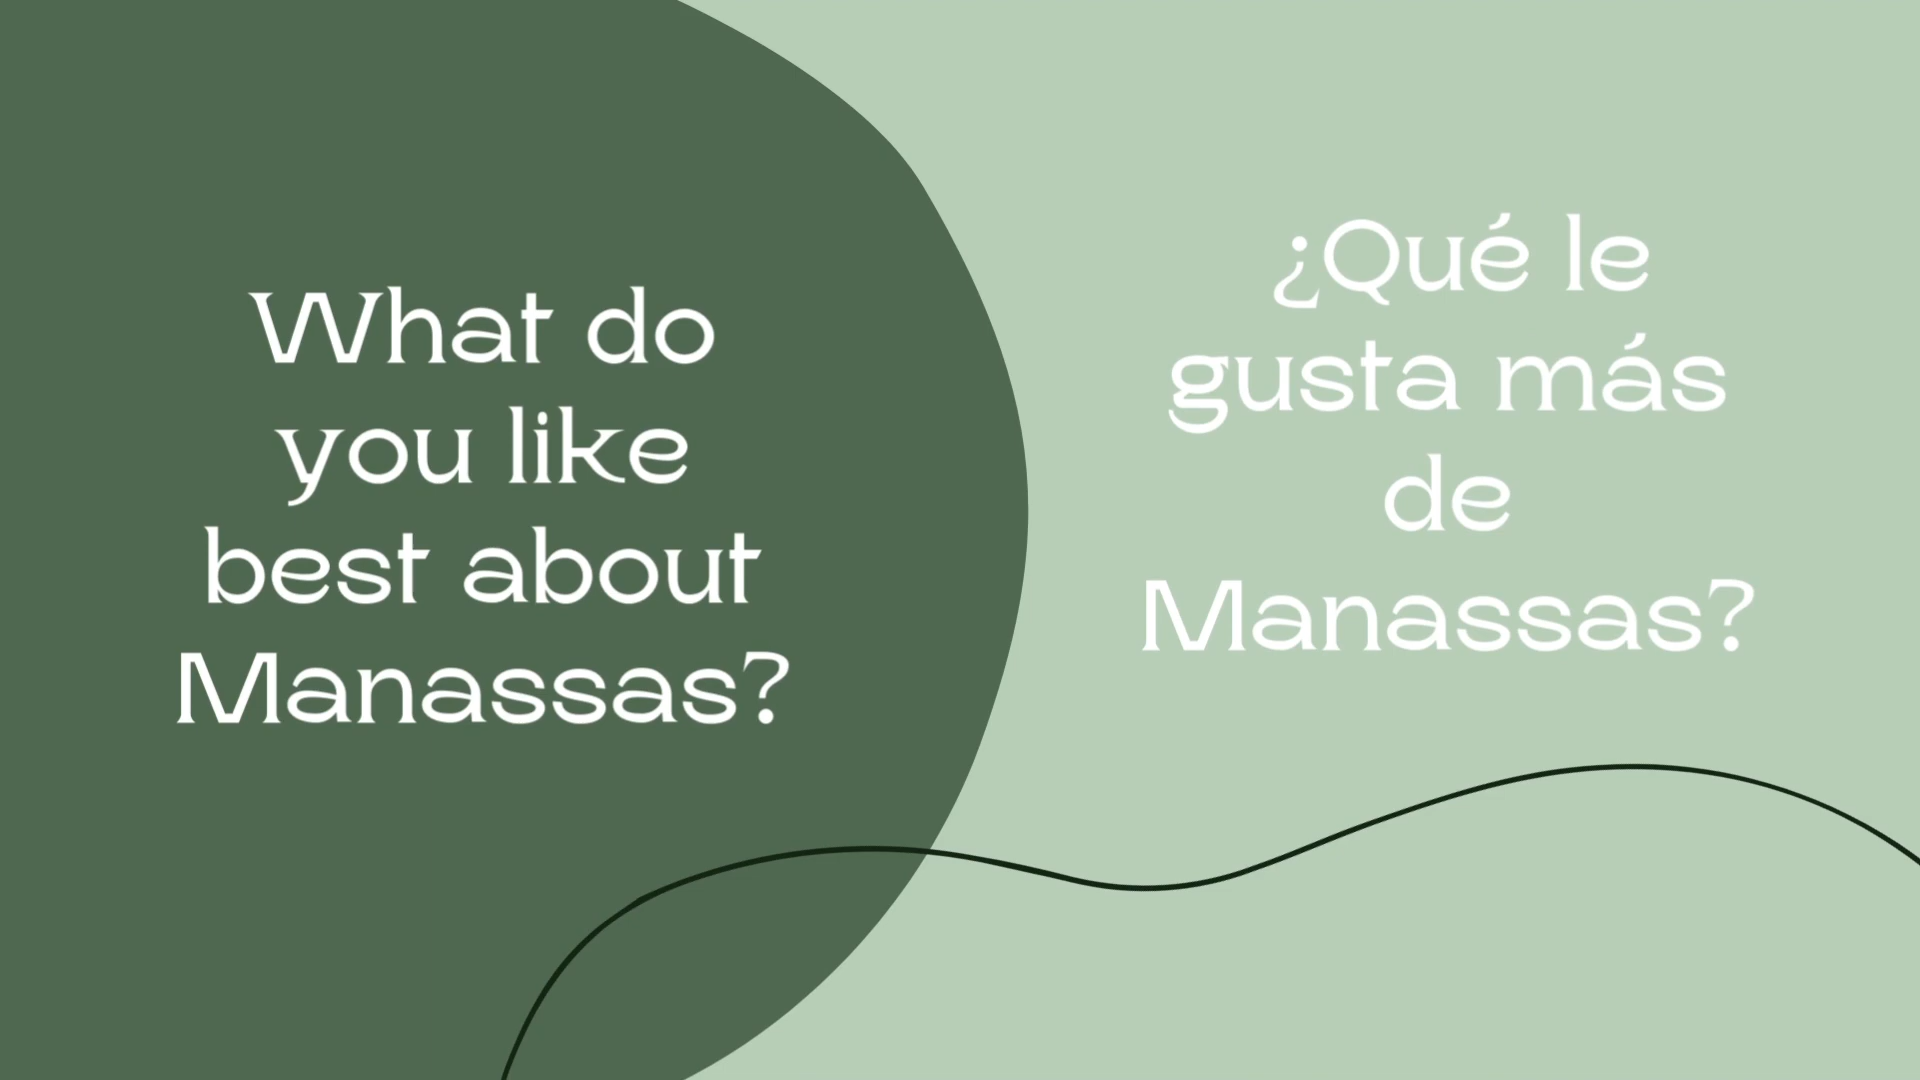 What do
you like
best about
Manassas?
¿Qué le
gusta más
de
Manassas?